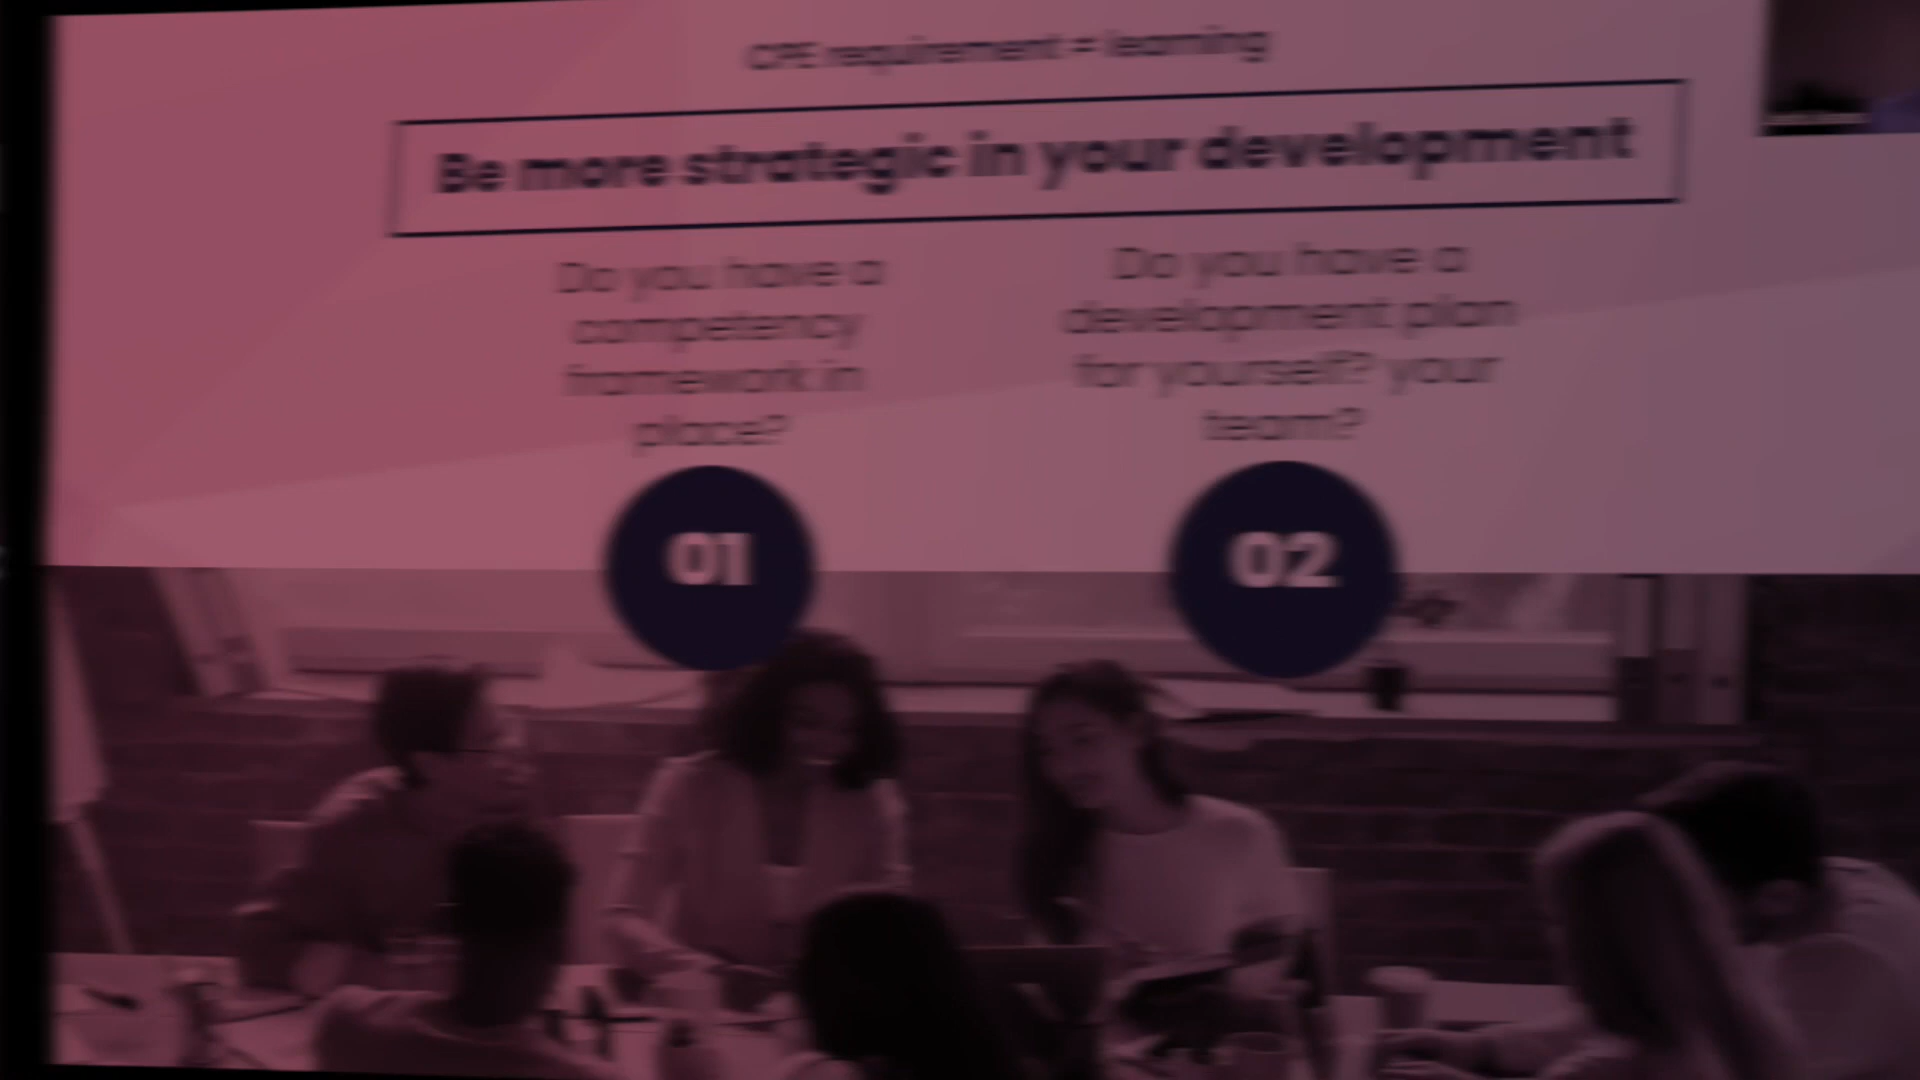 CPE requirement = learning
Be more strategic in your development
Do you have a
competency
framework in
place?
Do you have a
development plan
for yourself? your
team?
01
02